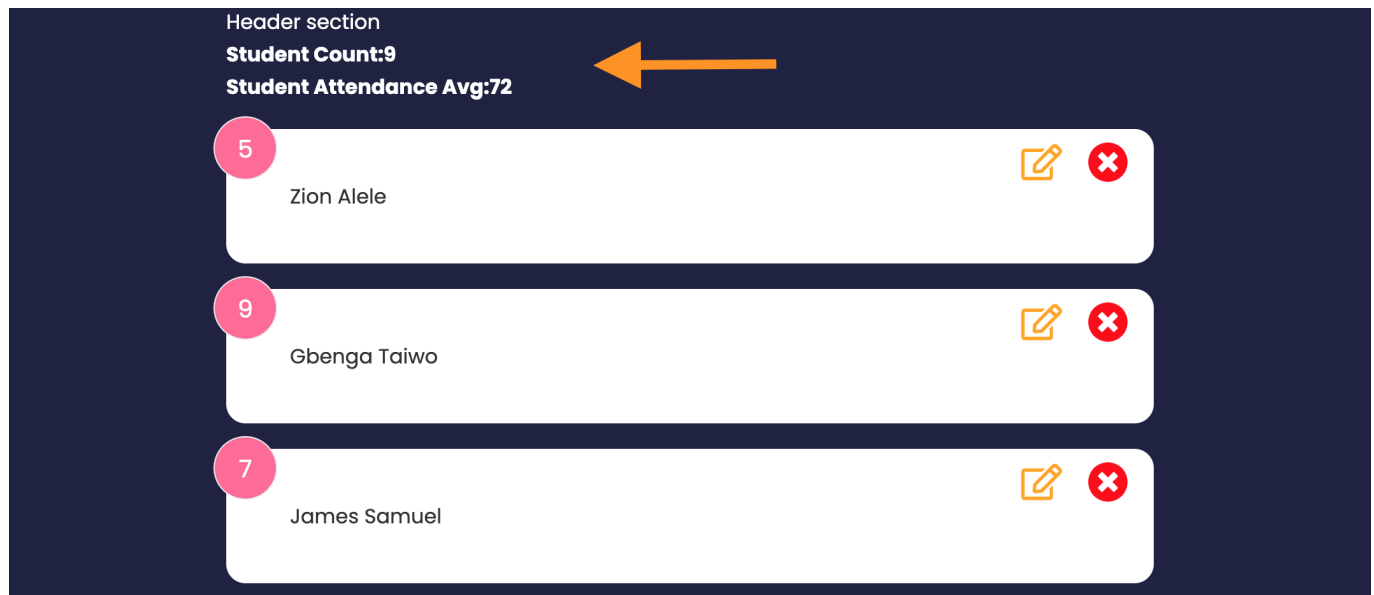 Header section
Student Count:9
Student Attendance Avg:72
5
Zion Alele
9
Gbenga Taiwo
7
James Samuel